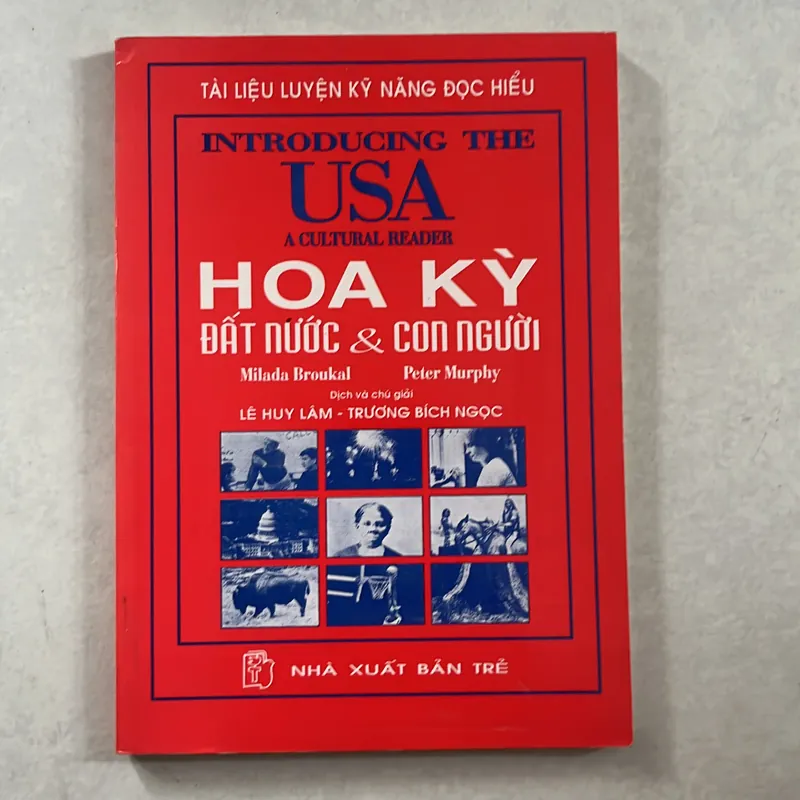 TÀI LIỆU LUYỆN KỸ NĂNG ĐỌC HIỂU
INTRODUCING THE
USA
A CULTURAL READER
HOA KỲ
ĐẤT NƯỚC & CON NGƯỜI
Milada Broukal Peter Murphy
Dịch và chú giải
LÊ HUY LÂM - TRƯƠNG BÍCH NGỌC
NHÀ XUẤT BẢN TRẺ